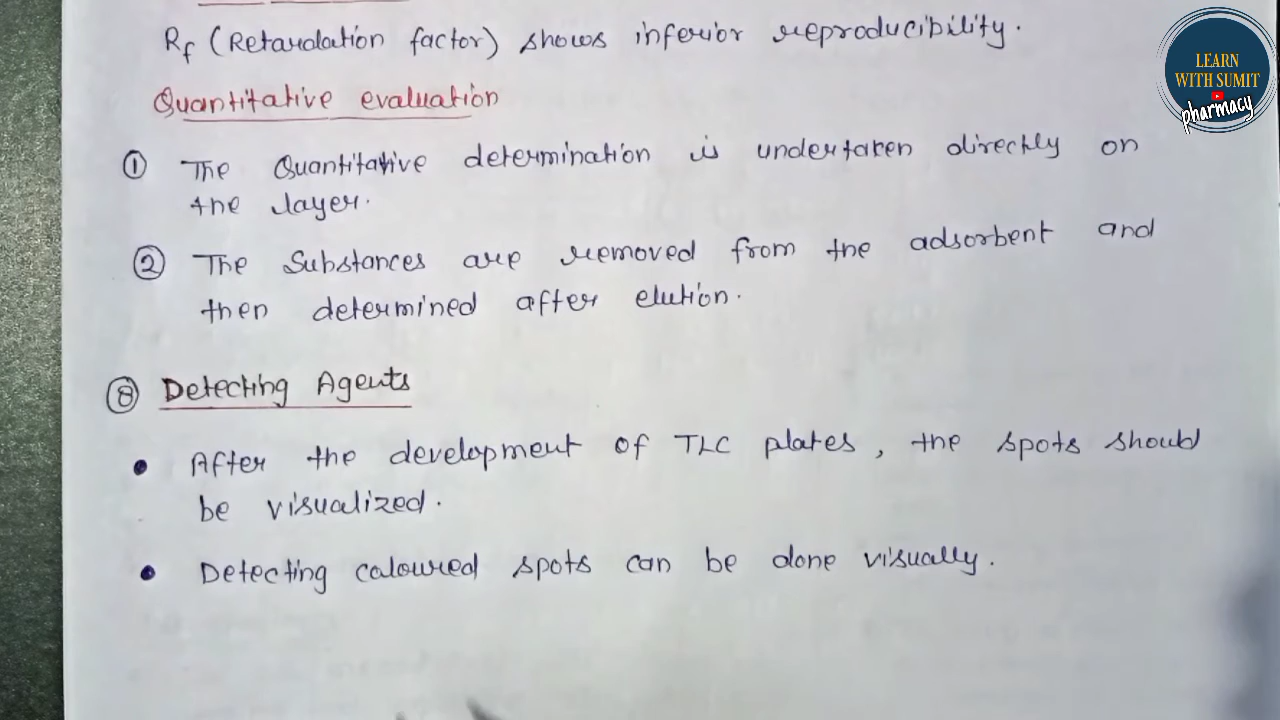 Rf (Retardation factor) shows inferior reproducibility.
Quantitative evaluation
① The Quantitative determination is undertaken directly on
the layer.
② The Substances are removed from the adsorbent and
then determined after elution.
⑧ Detecting Agents
• After the development of TLC plates, the spots should
be visualized.
• Detecting caloured spots can be done visually.
LEARN
WITH SUMIT
pharmacy